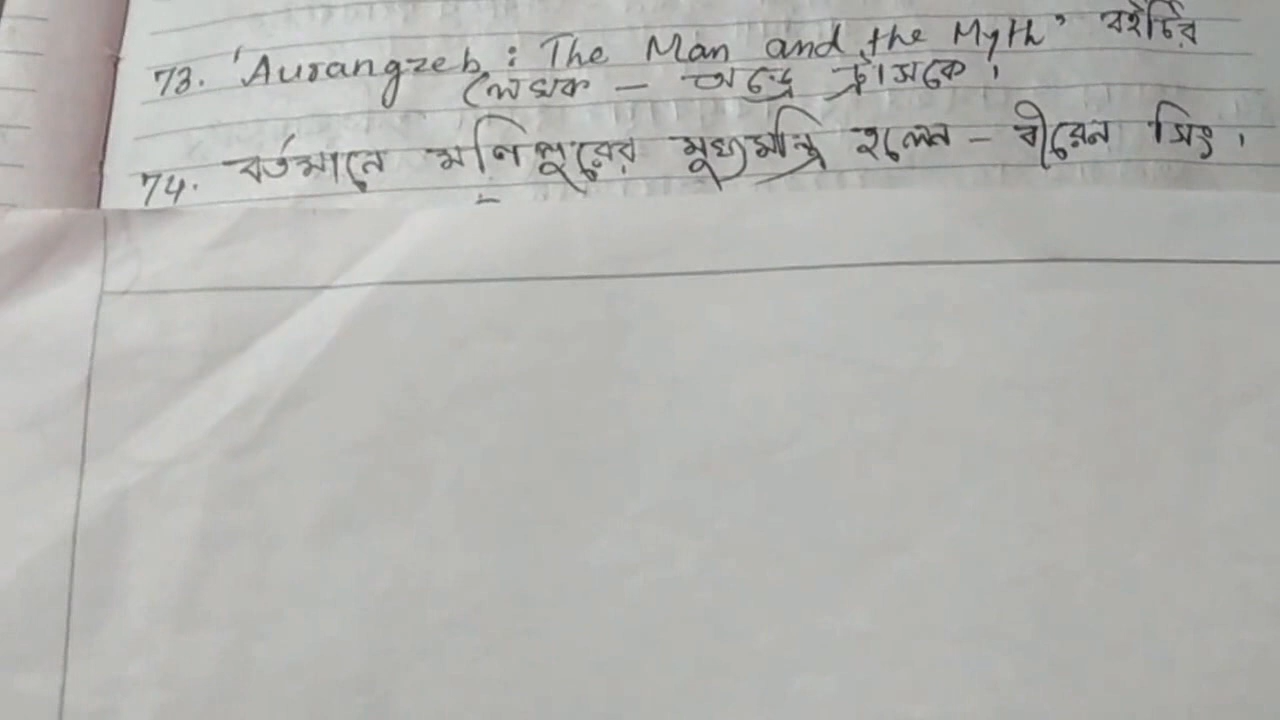 73. 'Aurangzeb : The Man and the Myth' বইটির
লেখক – অড্রে ট্রাসকে।
74. বর্তমানে মণিপুরের মুখ্যমন্ত্রি হলেন – বীরেন সিং।